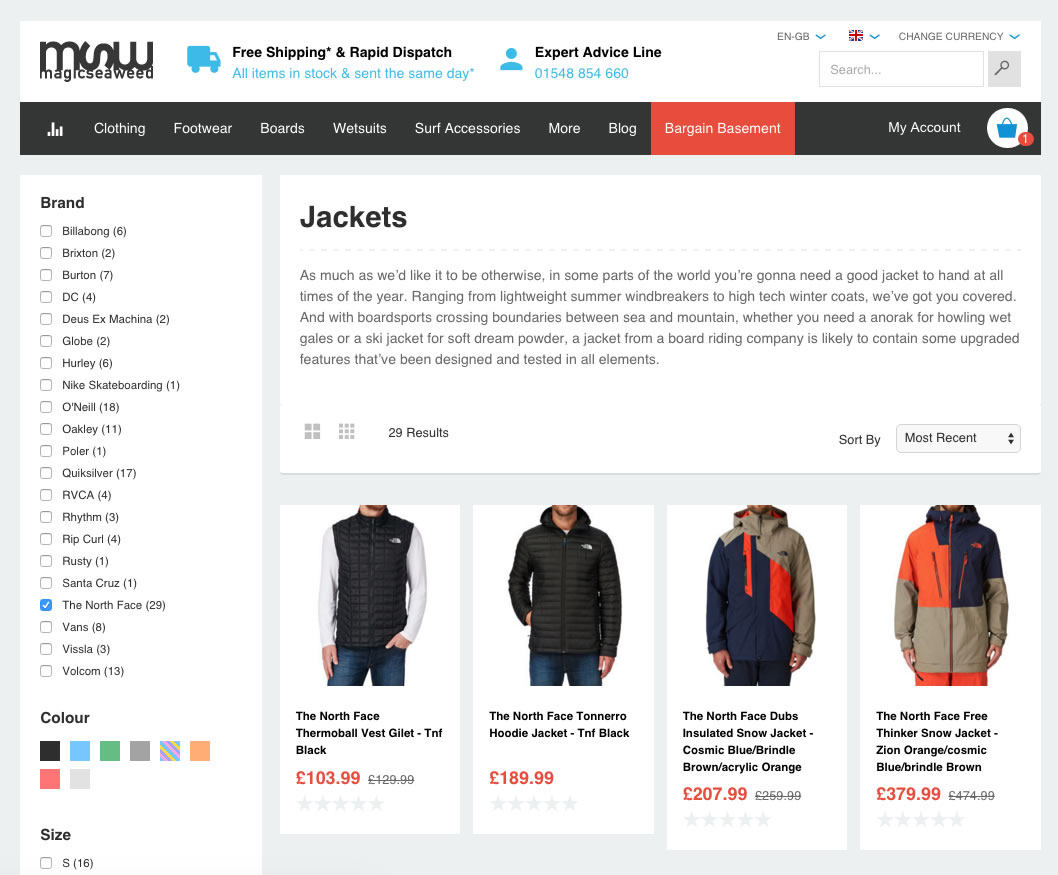 msw
magicseaweed
Free Shipping* & Rapid Dispatch
All items in stock & sent the same day*
Expert Advice Line
01548 854 660
EN-GB
CHANGE CURRENCY
Search...
Clothing
Footwear
Boards
Wetsuits
Surf Accessories
More
Blog
Bargain Basement
My Account
1
Brand
Billabong (6)
Brixton (2)
Burton (7)
DC (4)
Deus Ex Machina (2)
Globe (2)
Hurley (6)
Nike Skateboarding (1)
O'Neill (18)
Oakley (11)
Poler (1)
Quiksilver (17)
RVCA (4)
Rhythm (3)
Rip Curl (4)
Rusty (1)
Santa Cruz (1)
The North Face (29)
Vans (8)
Vissla (3)
Volcom (13)
Colour
Size
S (16)
Jackets
As much as we’d like it to be otherwise, in some parts of the world you’re gonna need a good jacket to hand at all
times of the year. Ranging from lightweight summer windbreakers to high tech winter coats, we’ve got you covered.
And with boardsports crossing boundaries between sea and mountain, whether you need a anorak for howling wet
gales or a ski jacket for soft dream powder, a jacket from a board riding company is likely to contain some upgraded
features that’ve been designed and tested in all elements.
29 Results
Sort By
Most Recent
The North Face
Thermoball Vest Gilet - Tnf
Black
£103.99 £129.99
The North Face Tonnerro
Hoodie Jacket - Tnf Black
£189.99
The North Face Dubs
Insulated Snow Jacket -
Cosmic Blue/Brindle
Brown/acrylic Orange
£207.99 £259.99
The North Face Free
Thinker Snow Jacket -
Zion Orange/cosmic
Blue/brindle Brown
£379.99 £474.99